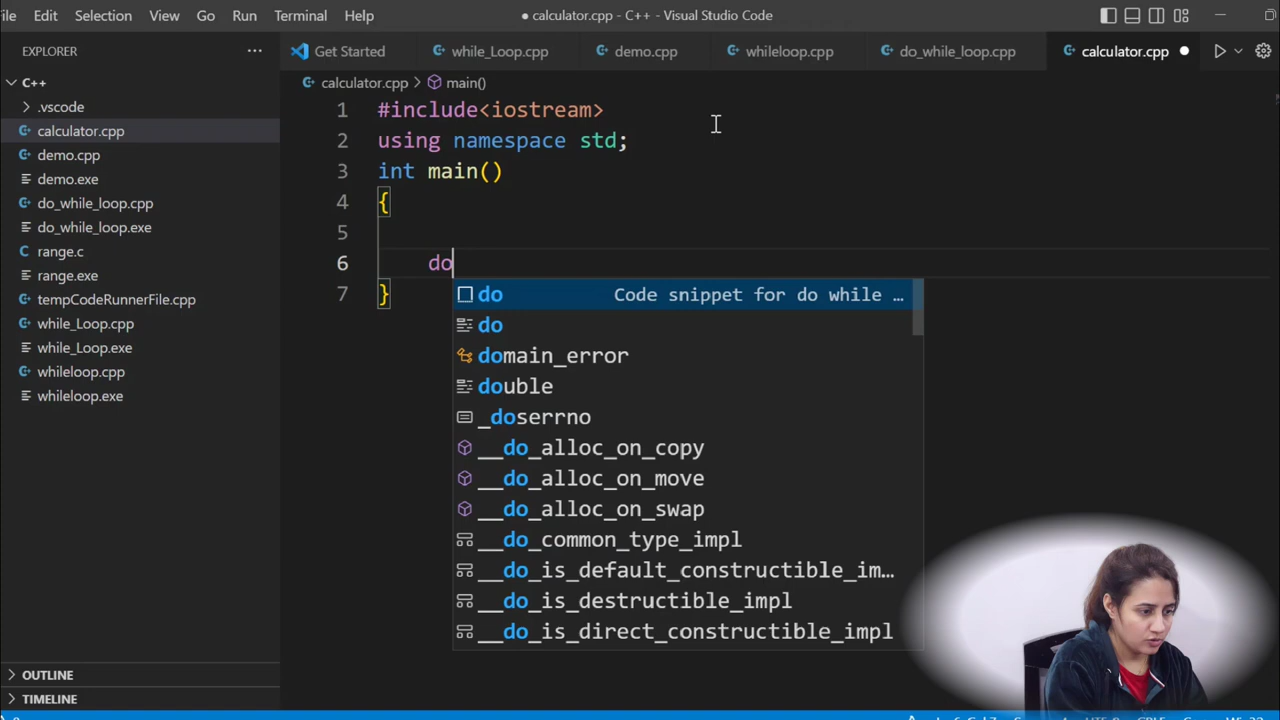 File Edit Selection View Go Run Terminal Help ● calculator.cpp - C++ - Visual Studio Code
EXPLORER ···
Get Started while_Loop.cpp demo.cpp whileloop.cpp do_while_loop.cpp calculator.cpp ●
C++
.vscode
calculator.cpp
demo.cpp
demo.exe
do_while_loop.cpp
do_while_loop.exe
range.c
range.exe
tempCodeRunnerFile.cpp
while_Loop.cpp
while_Loop.exe
whileloop.cpp
whileloop.exe
OUTLINE
TIMELINE
calculator.cpp > main()
1 #include<iostream>
2 using namespace std;
3 int main()
4 {
5
6 do
7 }
do Code snippet for do while …
do
domain_error
double
_doserrno
__do_alloc_on_copy
__do_alloc_on_move
__do_alloc_on_swap
__do_common_type_impl
__do_is_default_constructible_im…
__do_is_destructible_impl
__do_is_direct_constructible_impl